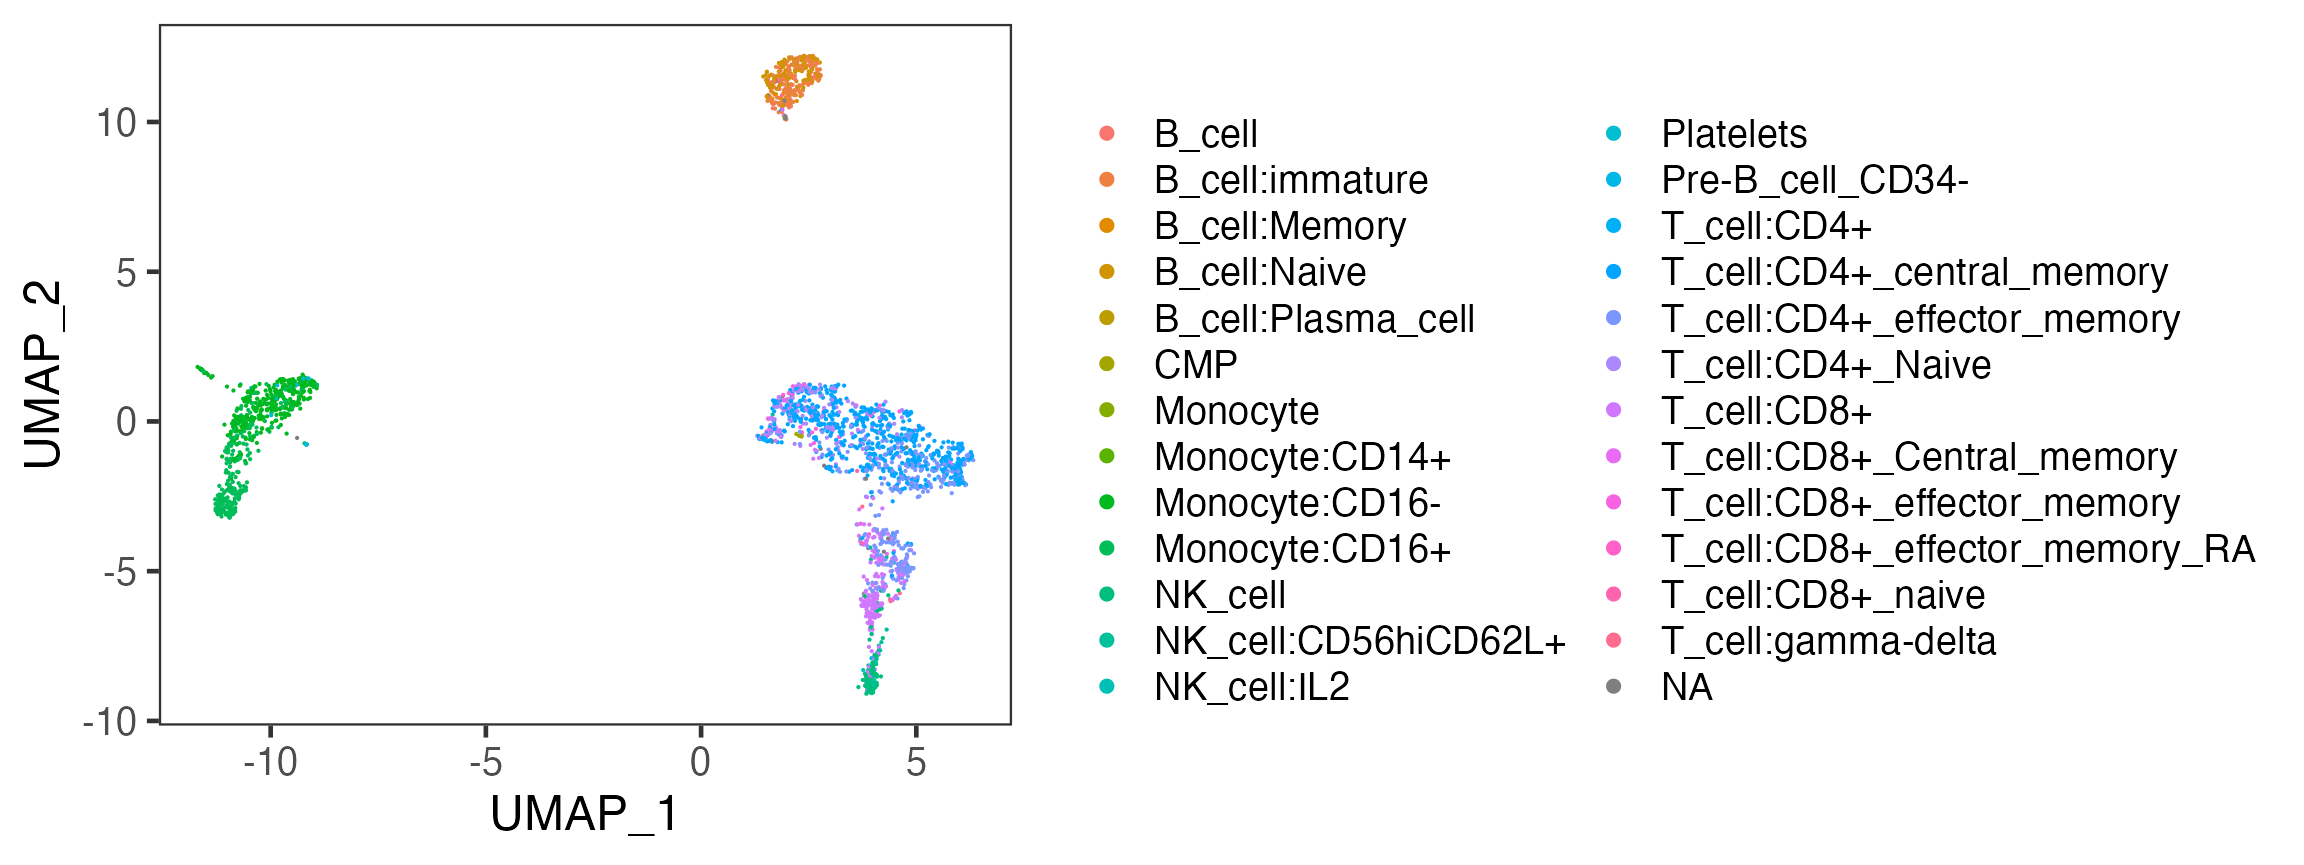 10
5
0
-5
-10
UMAP_2
-10
-5
0
5
UMAP_1
B_cell
B_cell:immature
B_cell:Memory
B_cell:Naive
B_cell:Plasma_cell
CMP
Monocyte
Monocyte:CD14+
Monocyte:CD16-
Monocyte:CD16+
NK_cell
NK_cell:CD56hiCD62L+
NK_cell:IL2
Platelets
Pre-B_cell_CD34-
T_cell:CD4+
T_cell:CD4+_central_memory
T_cell:CD4+_effector_memory
T_cell:CD4+_Naive
T_cell:CD8+
T_cell:CD8+_Central_memory
T_cell:CD8+_effector_memory
T_cell:CD8+_effector_memory_RA
T_cell:CD8+_naive
T_cell:gamma-delta
NA